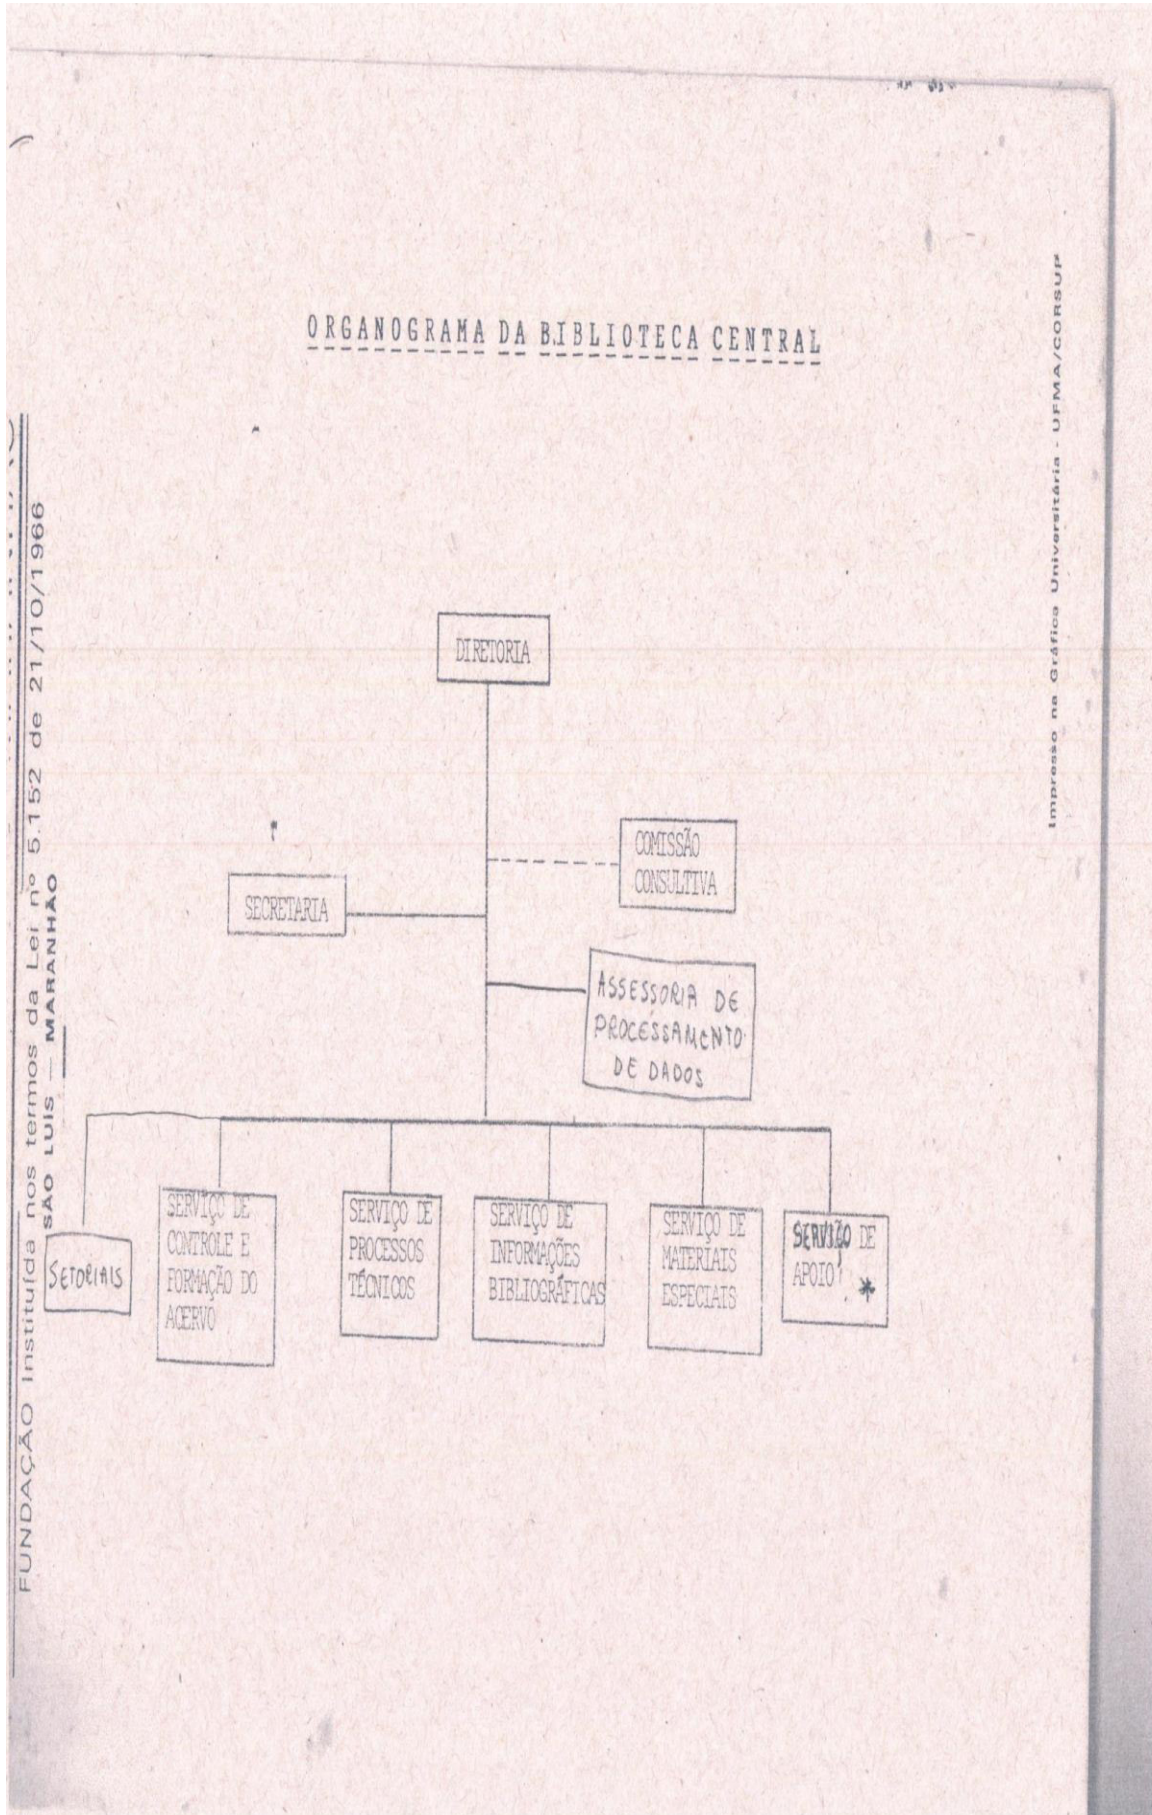 ORGANOGRAMA DA BIBLIOTECA CENTRAL
DIRETORIA
COMISSÃO
CONSULTIVA
SECRETARIA
ASSESSORIA DE
PROCESSAMENTO
DE DADOS
SETORIAIS
SERVIÇO DE
CONTROLE E
FORMAÇÃO DO
ACERVO
SERVIÇO DE
PROCESSOS
TÉCNICOS
SERVIÇO DE
INFORMAÇÕES
BIBLIOGRÁFICAS
SERVIÇO DE
MATERIAIS
ESPECIAIS
SERVIÇO DE
APOIO *
FUNDAÇÃO Instituída nos termos da Lei nº 5.152 de 21/10/1966
SÃO LUIS — MARANHÃO
Impresso na Gráfica Universitária - UFMA/CORSUP